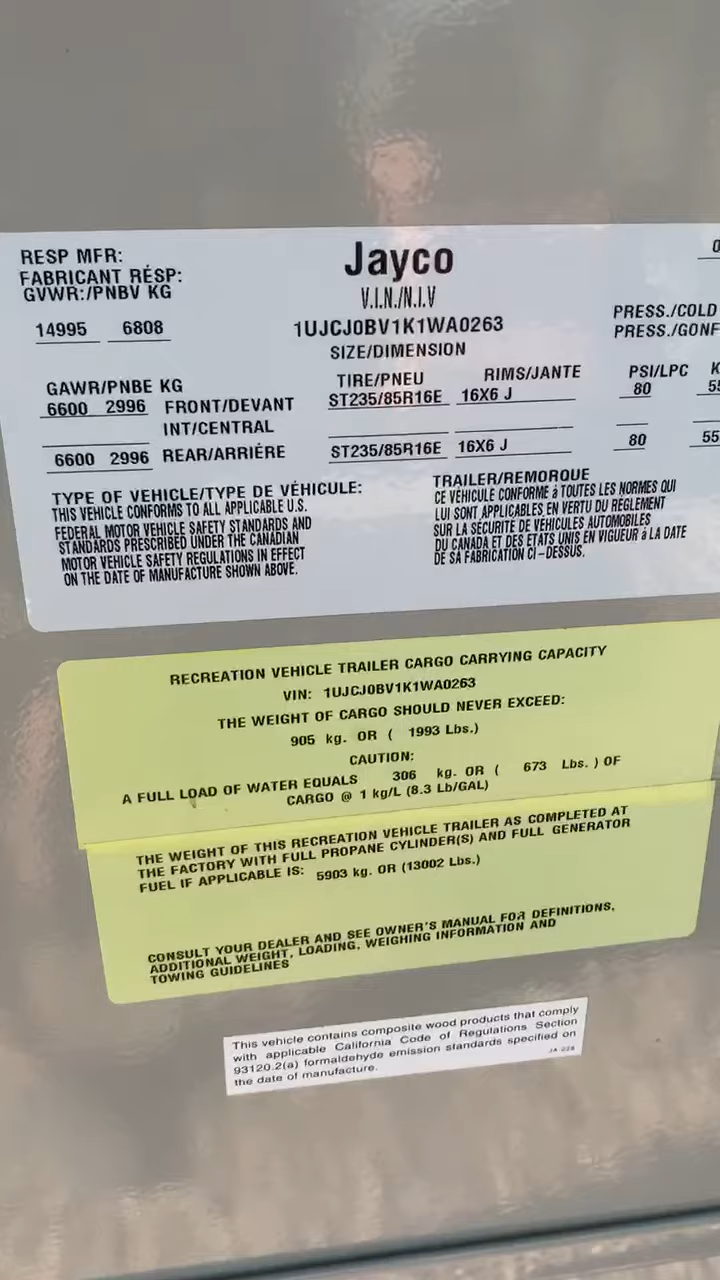 RESP MFR:
FABRICANT RÉSP:
GVWR:/PNBV KG
14995 6808
Jayco
V.I.N./N.I.V
1UJCJ0BV1K1WA0263
SIZE/DIMENSION
PRESS./COLD
PRESS./GONF
GAWR/PNBE KG
TIRE/PNEU RIMS/JANTE PSI/LPC
6600 2996 FRONT/DEVANT ST235/85R16E 16X6 J 80
INT/CENTRAL
6600 2996 REAR/ARRIÉRE ST235/85R16E 16X6 J 80
TYPE OF VEHICLE/TYPE DE VÉHICULE:
THIS VEHICLE CONFORMS TO ALL APPLICABLE U.S.
FEDERAL MOTOR VEHICLE SAFETY STANDARDS AND
STANDARDS PRESCRIBED UNDER THE CANADIAN
MOTOR VEHICLE SAFETY REGULATIONS IN EFFECT
ON THE DATE OF MANUFACTURE SHOWN ABOVE.
TRAILER/REMORQUE
CE VÉHICULE CONFORME á TOUTES LES NORMES QUI
LUI SONT APPLICABLES EN VERTU DU RÉGLEMENT
SUR LA SÉCURITÉ DE VÉHICULES AUTOMOBILES
DU CANADA ET DES ETATS UNIS EN VIGUEUR á LA DATE
DE SA FABRICATION CI-DESSUS.
RECREATION VEHICLE TRAILER CARGO CARRYING CAPACITY
VIN: 1UJCJ0BV1K1WA0263
THE WEIGHT OF CARGO SHOULD NEVER EXCEED:
905 kg. OR ( 1993 Lbs.)
CAUTION:
A FULL LOAD OF WATER EQUALS 306 kg. OR ( 673 Lbs. ) OF
CARGO @ 1 kg/L (8.3 Lb/GAL)
THE WEIGHT OF THIS RECREATION VEHICLE TRAILER AS COMPLETED AT
THE FACTORY WITH FULL PROPANE CYLINDER(S) AND FULL GENERATOR
FUEL IF APPLICABLE IS: 5903 kg. OR (13002 Lbs.)
CONSULT YOUR DEALER AND SEE OWNER'S MANUAL FOR DEFINITIONS,
ADDITIONAL WEIGHT, LOADING, WEIGHING INFORMATION AND
TOWING GUIDELINES
This vehicle contains composite wood products that comply
with applicable California Code of Regulations Section
93120.2(a) formaldehyde emission standards specified on
the date of manufacture.